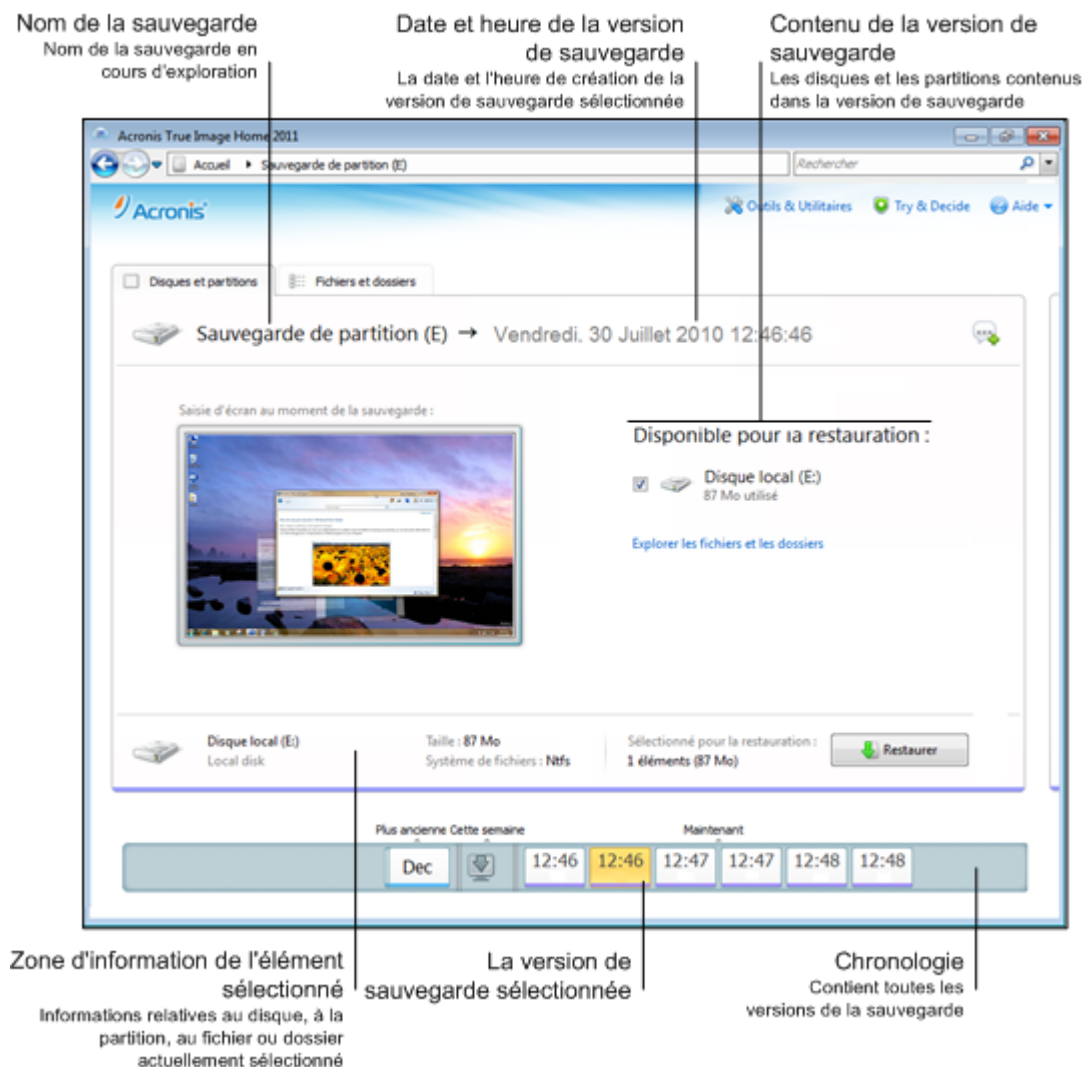 Nom de la sauvegarde
Nom de la sauvegarde en
cours d'exploration
Date et heure de la version
de sauvegarde
La date et l'heure de création de la
version de sauvegarde sélectionnée
Contenu de la version de
sauvegarde
Les disques et les partitions contenus
dans la version de sauvegarde
Acronis True Image Home 2011
Accueil
Sauvegarde de partition (E)
Rechercher
Acronis
Outils & Utilitaires
Try & Decide
Aide
Disques et partitions
Fichiers et dossiers
Sauvegarde de partition (E) → Vendredi, 30 Juillet 2010 12:46:46
Saisie d'écran au moment de la sauvegarde :
Disponible pour la restauration :
Disque local (E:)
87 Mo utilisé
Explorer les fichiers et les dossiers
Disque local (E:)
Local disk
Taille : 87 Mo
Système de fichiers : Ntfs
Sélectionné pour la restauration :
1 éléments (87 Mo)
Restaurer
Plus ancienne
Cette semaine
Maintenant
Dec
12:46
12:46
12:47
12:47
12:48
12:48
Zone d'information de l'élément
sélectionné
Informations relatives au disque, à la
partition, au fichier ou dossier
actuellement sélectionné
La version de
sauvegarde sélectionnée
Chronologie
Contient toutes les
versions de la sauvegarde